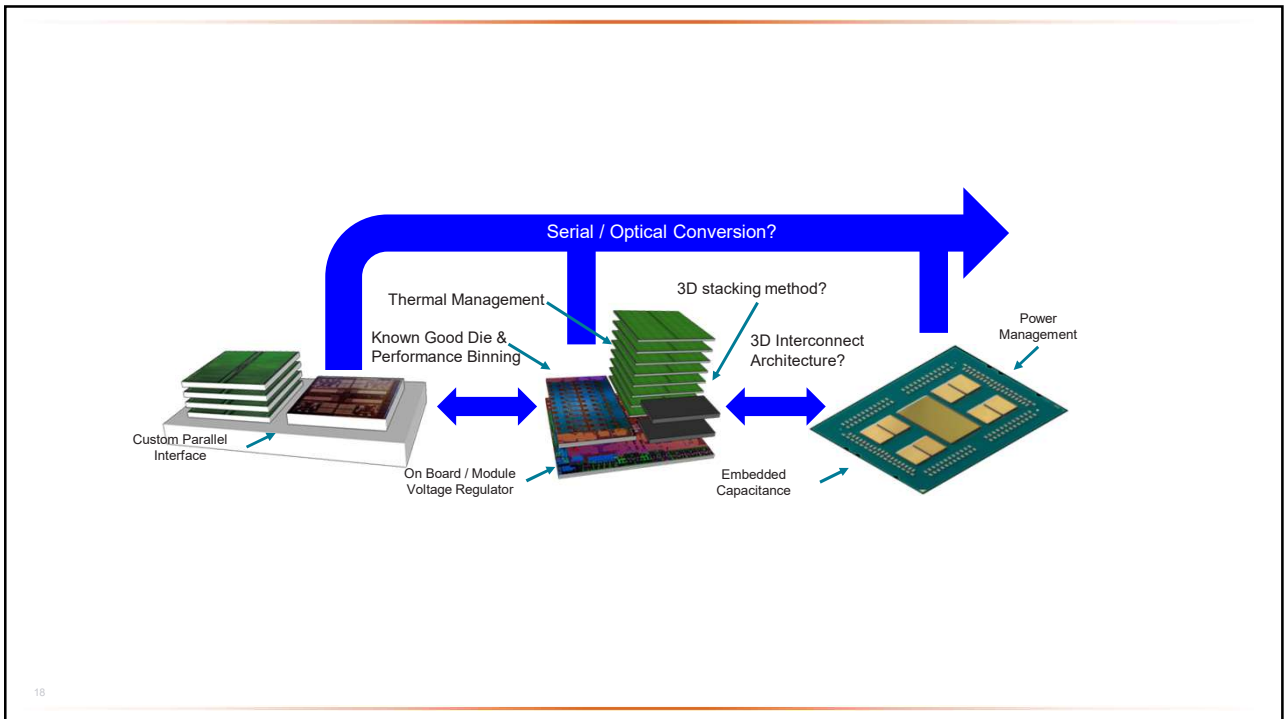 Serial / Optical Conversion?
Thermal Management
3D stacking method?
Known Good Die &
Performance Binning
3D Interconnect
Architecture?
Power
Management
Custom Parallel
Interface
On Board / Module
Voltage Regulator
Embedded
Capacitance
18